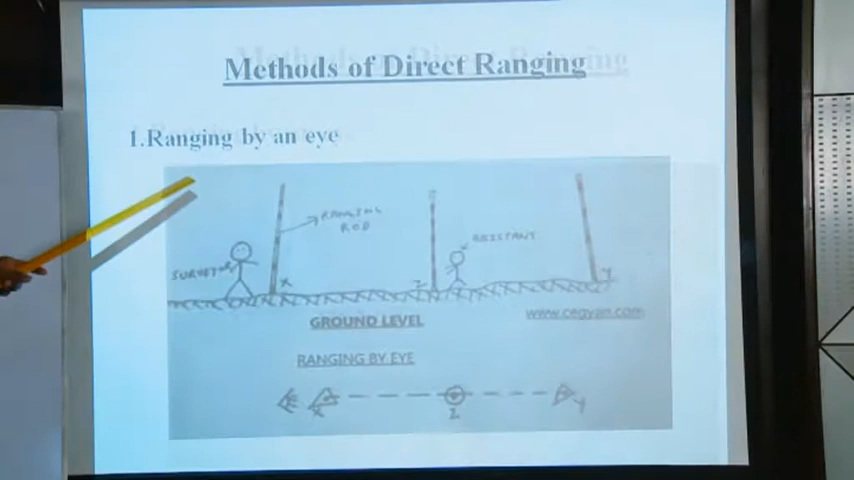 Methods of Direct Ranging
1.Ranging by an eye
RANGING
ROD
ASSISTANT
SURVEYOR
X
Z
Y
GROUND LEVEL
www.cegyan.com
RANGING BY EYE
X
Z
Y